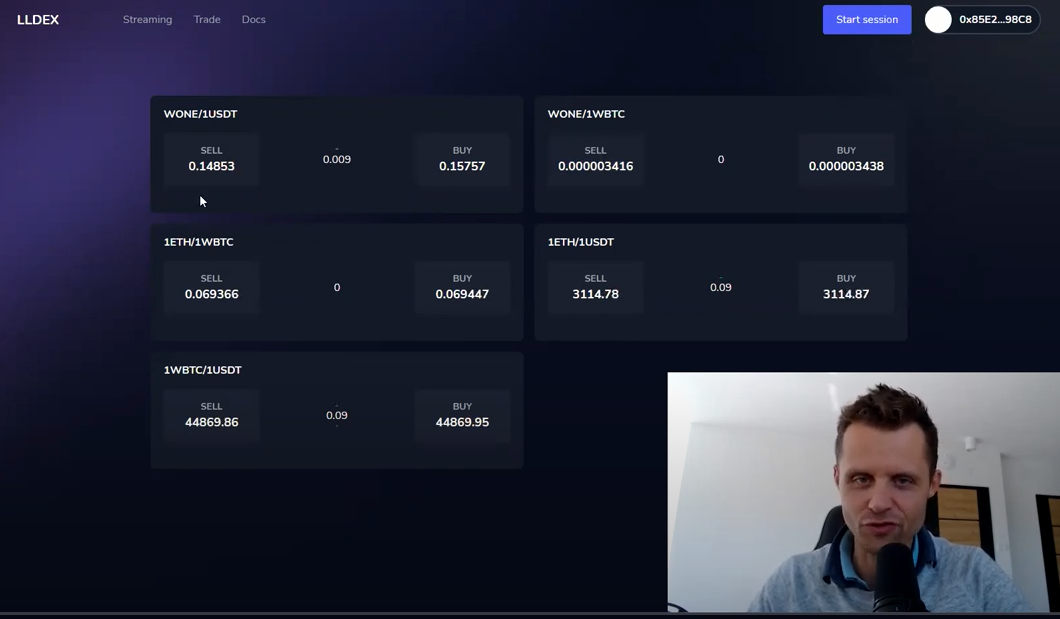 LLDEX Streaming Trade Docs Start session 0x85E2...98C8
WONE/1USDT
SELL
0.14853
0.009
BUY
0.15757
WONE/1WBTC
SELL
0.000003416
0
BUY
0.000003438
1ETH/1WBTC
SELL
0.069366
0
BUY
0.069447
1ETH/1USDT
SELL
3114.78
0.09
BUY
3114.87
1WBTC/1USDT
SELL
44869.86
0.09
BUY
44869.95